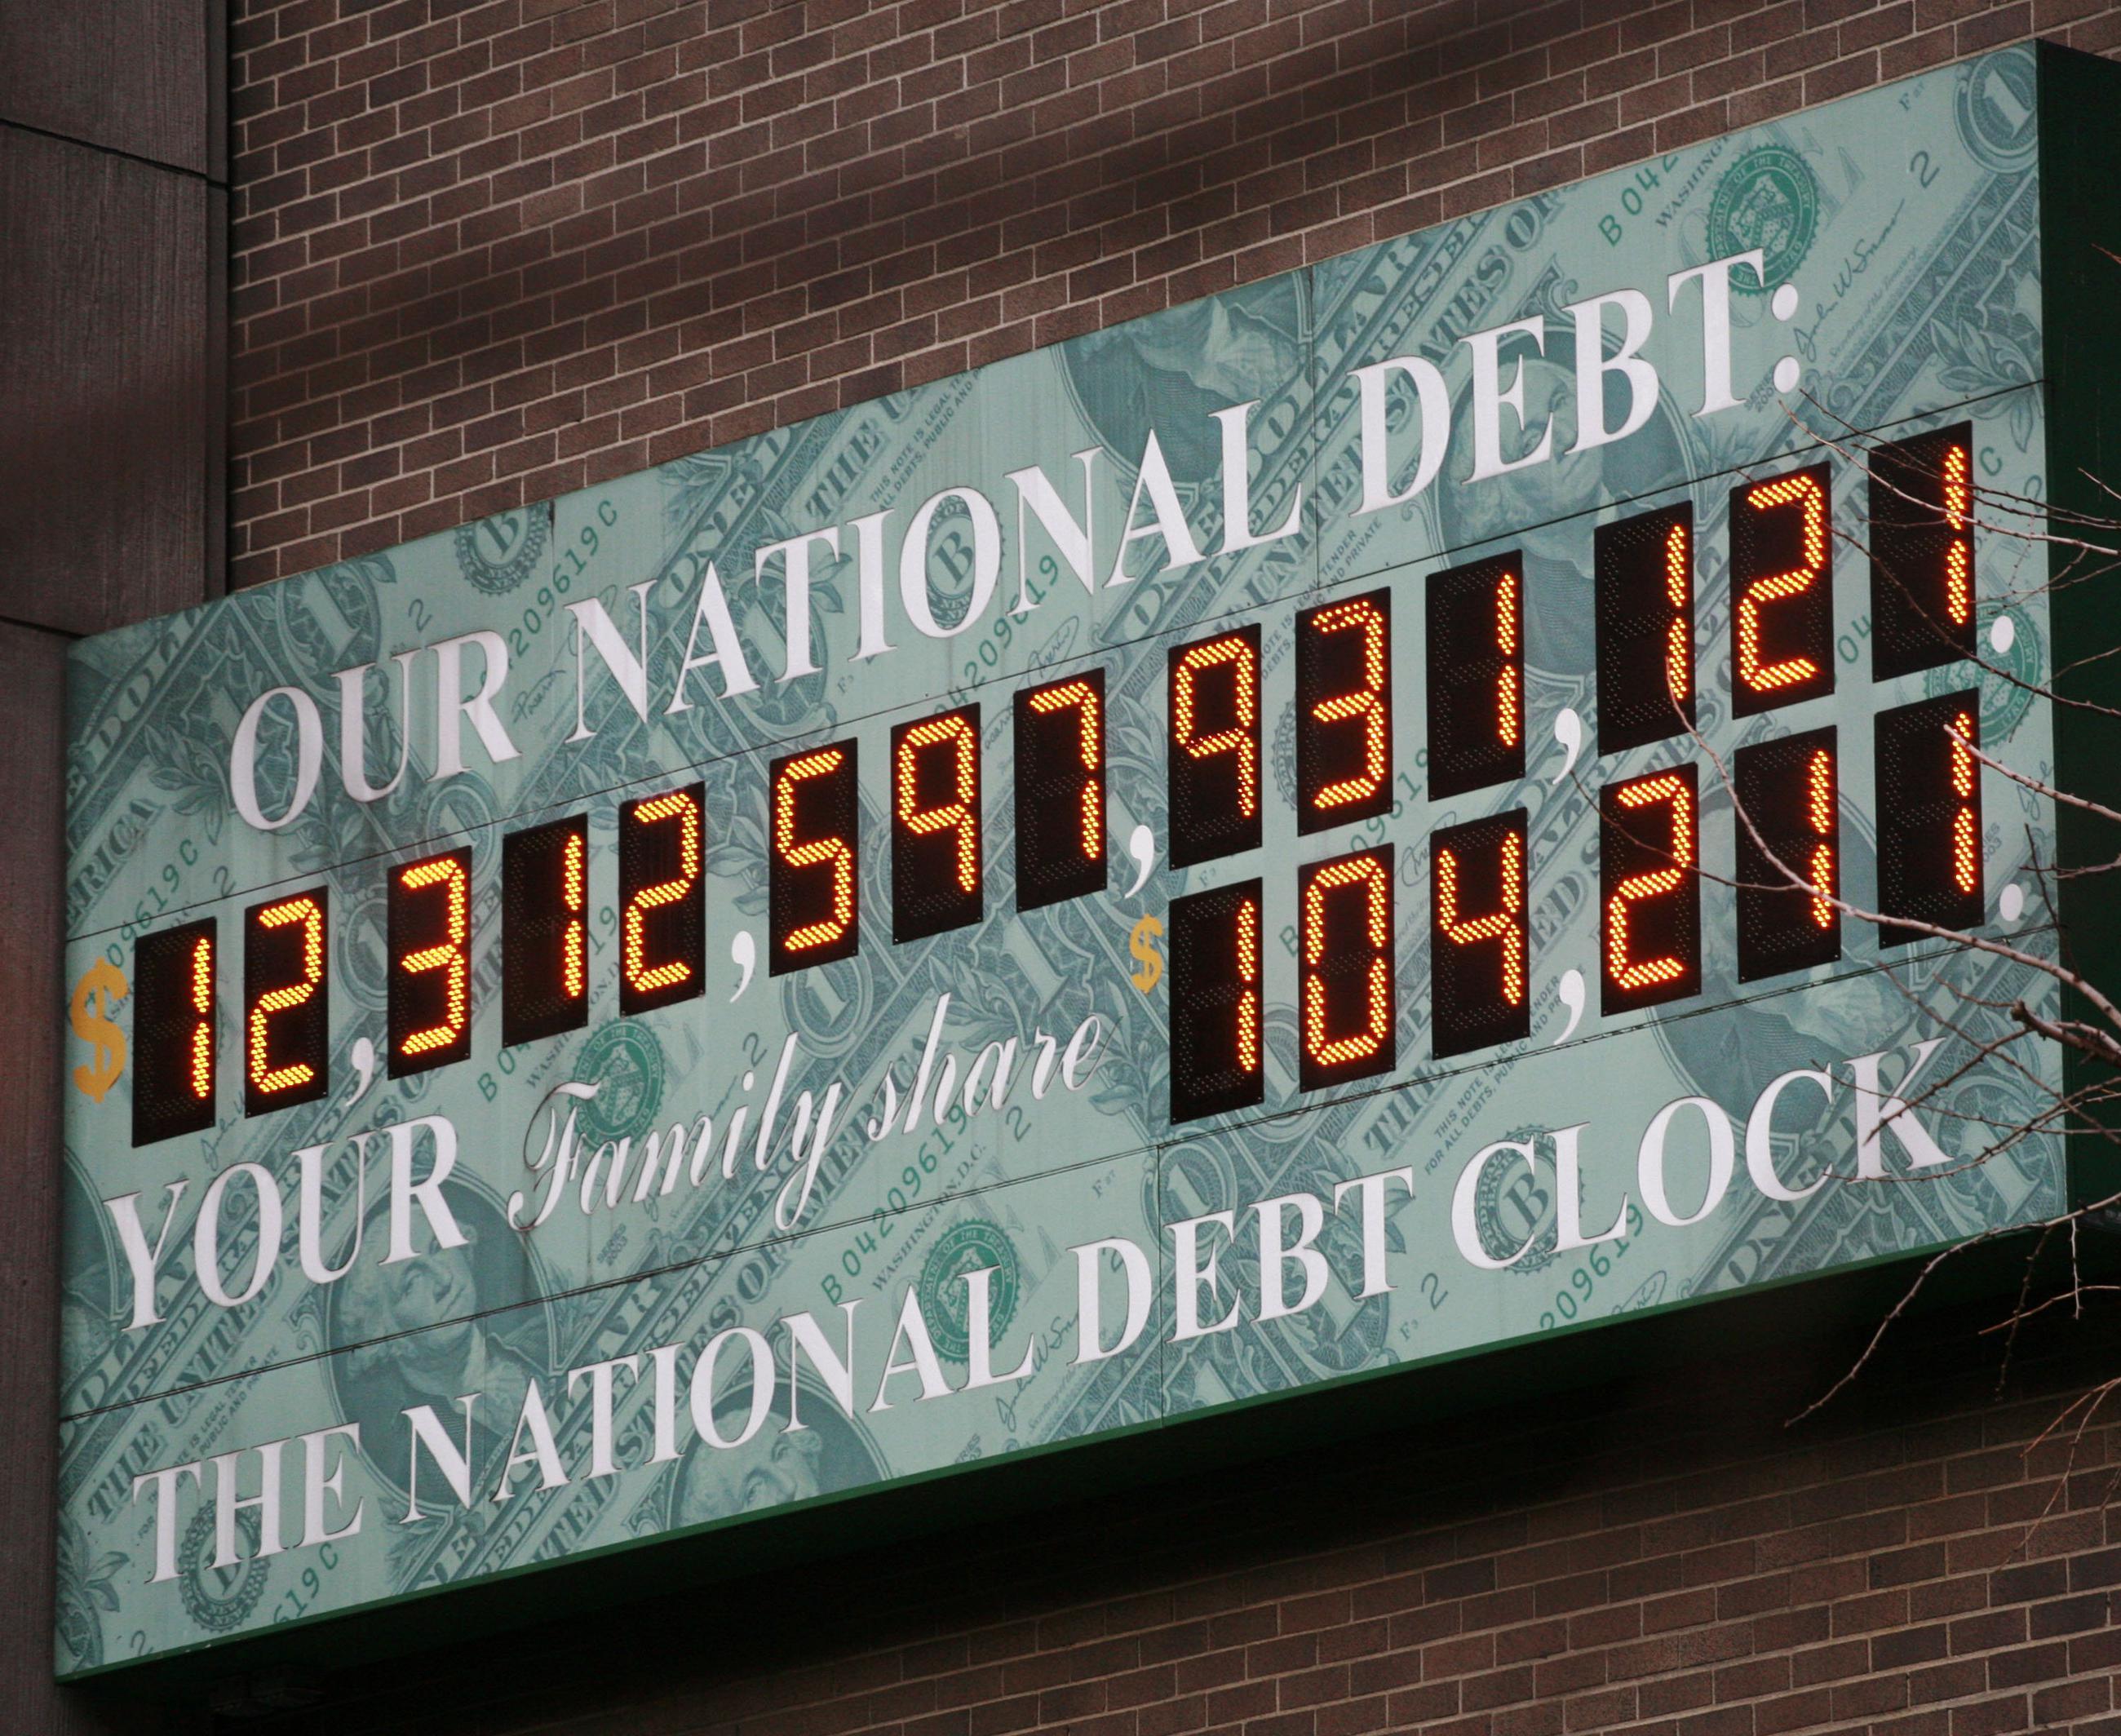 OUR NATIONAL DEBT:
$12,312,597,931,121.
YOUR Family share $104,211.
THE NATIONAL DEBT CLOCK